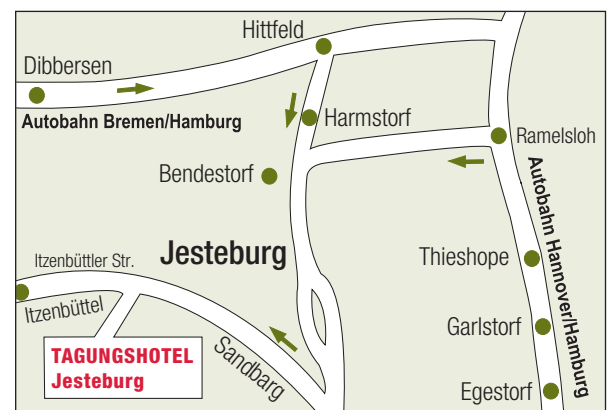 Hittfeld
Dibbersen
Autobahn Bremen/Hamburg
Harmstorf
Ramelsloh
Bendestorf
Autobahn Hannover/Hamburg
Jesteburg
Thieshope
Itzenbüttler Str.
Itzenbüttel
Garlstorf
TAGUNGSHOTEL
Jesteburg
Sandbarg
Egestorf